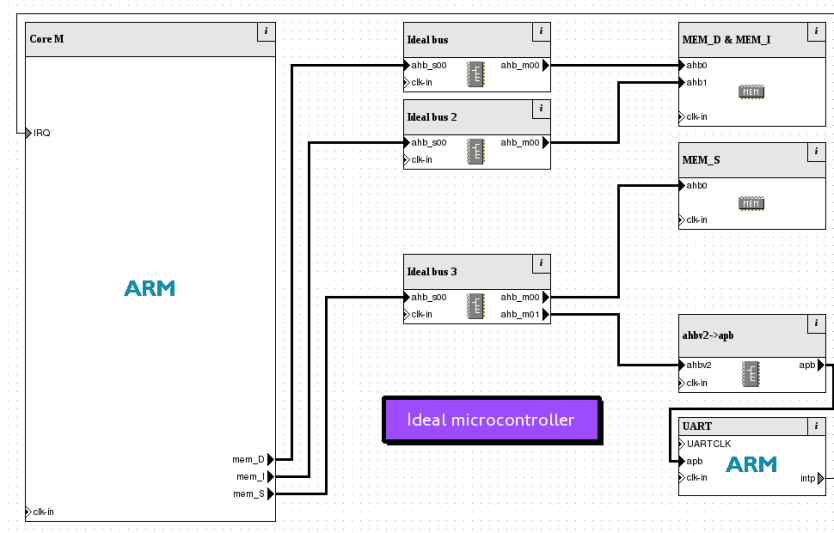 Core M
i
IRQ
ARM
mem_D
mem_I
mem_S
clk-in
Ideal bus
i
ahb_s00
ahb_m00
clk-in
Ideal bus 2
i
ahb_s00
ahb_m00
clk-in
Ideal bus 3
i
ahb_s00
ahb_m00
clk-in
ahb_m01
Ideal microcontroller
MEM_D & MEM_I
i
ahb0
ahb1
MEM
clk-in
MEM_S
i
ahb0
MEM
clk-in
ahbv2->apb
i
ahbv2
apb
clk-in
UART
i
UARTCLK
apb
ARM
clk-in
intp